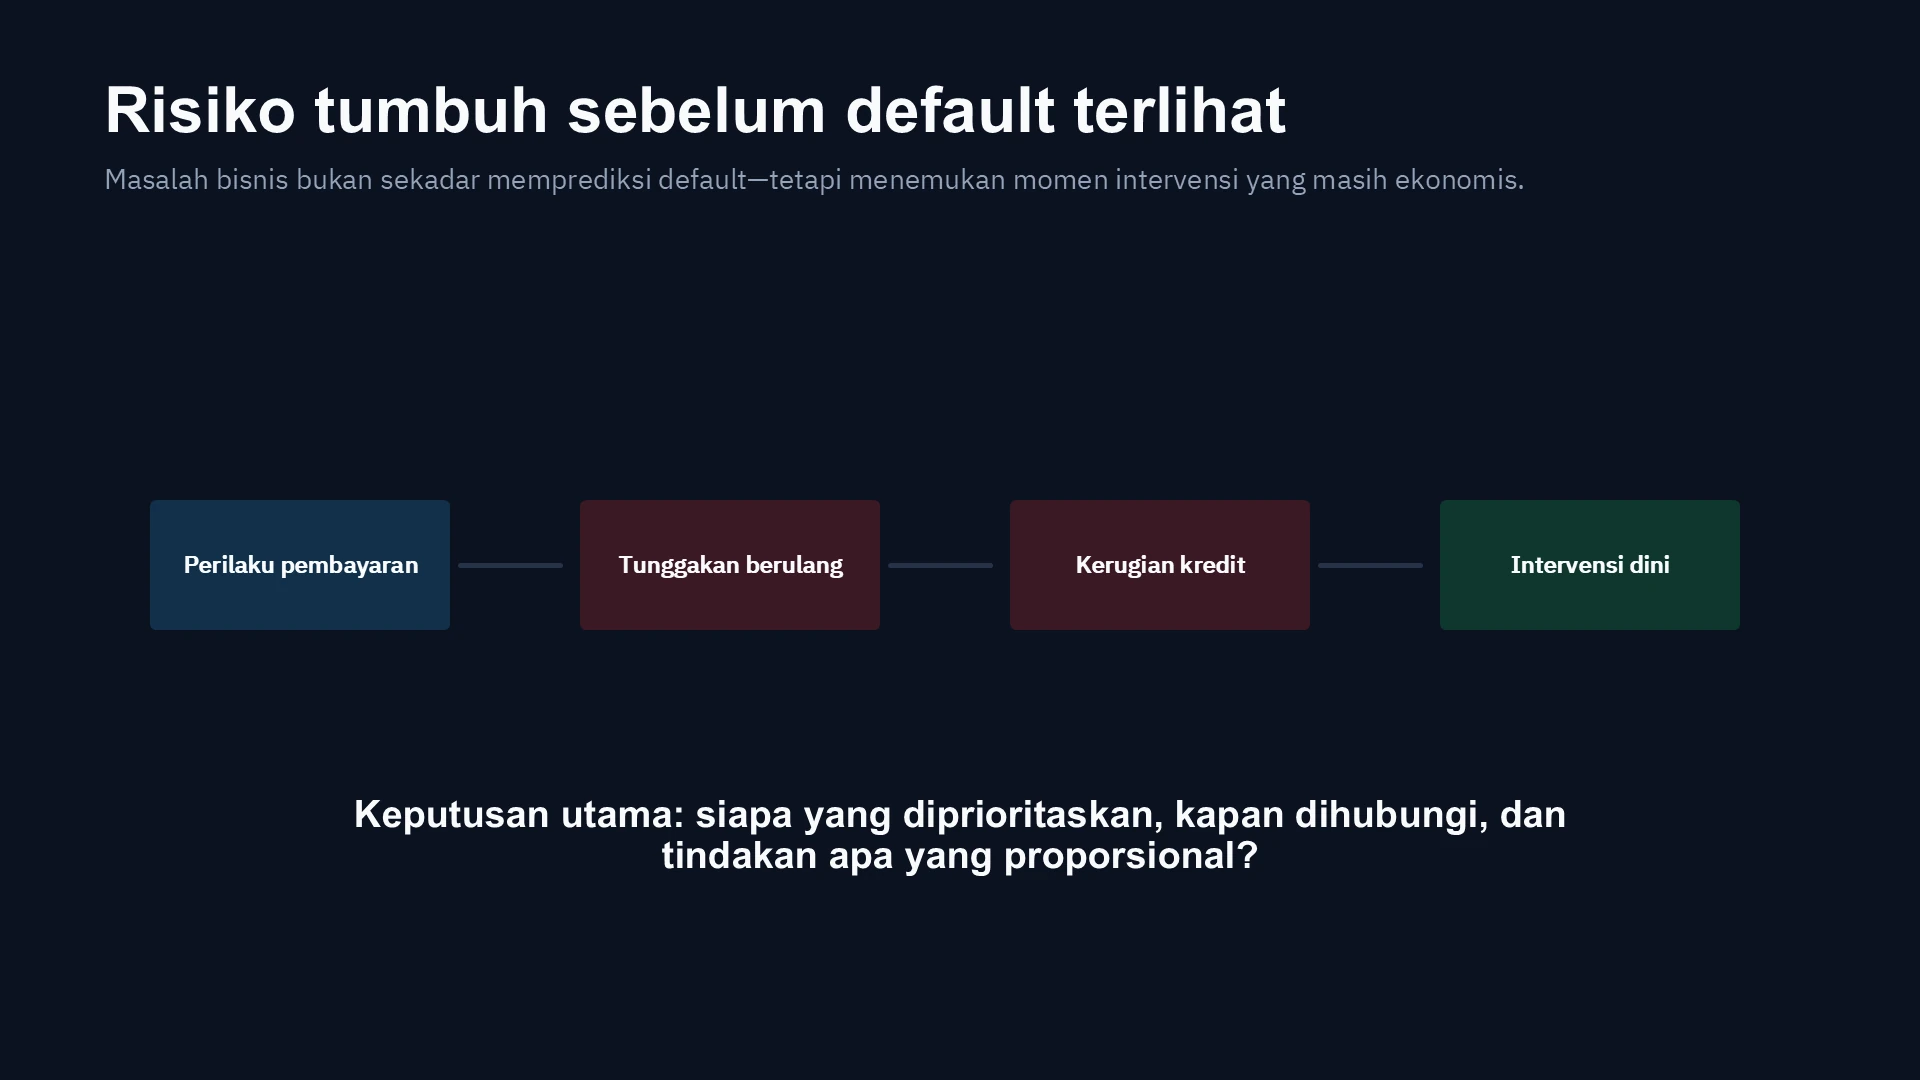 Risiko tumbuh sebelum default terlihat
Masalah bisnis bukan sekadar memprediksi default—tetapi menemukan momen intervensi yang masih ekonomis.
Perilaku pembayaran
Tunggakan berulang
Kerugian kredit
Intervensi dini
Keputusan utama: siapa yang diprioritaskan, kapan dihubungi, dan
tindakan apa yang proporsional?